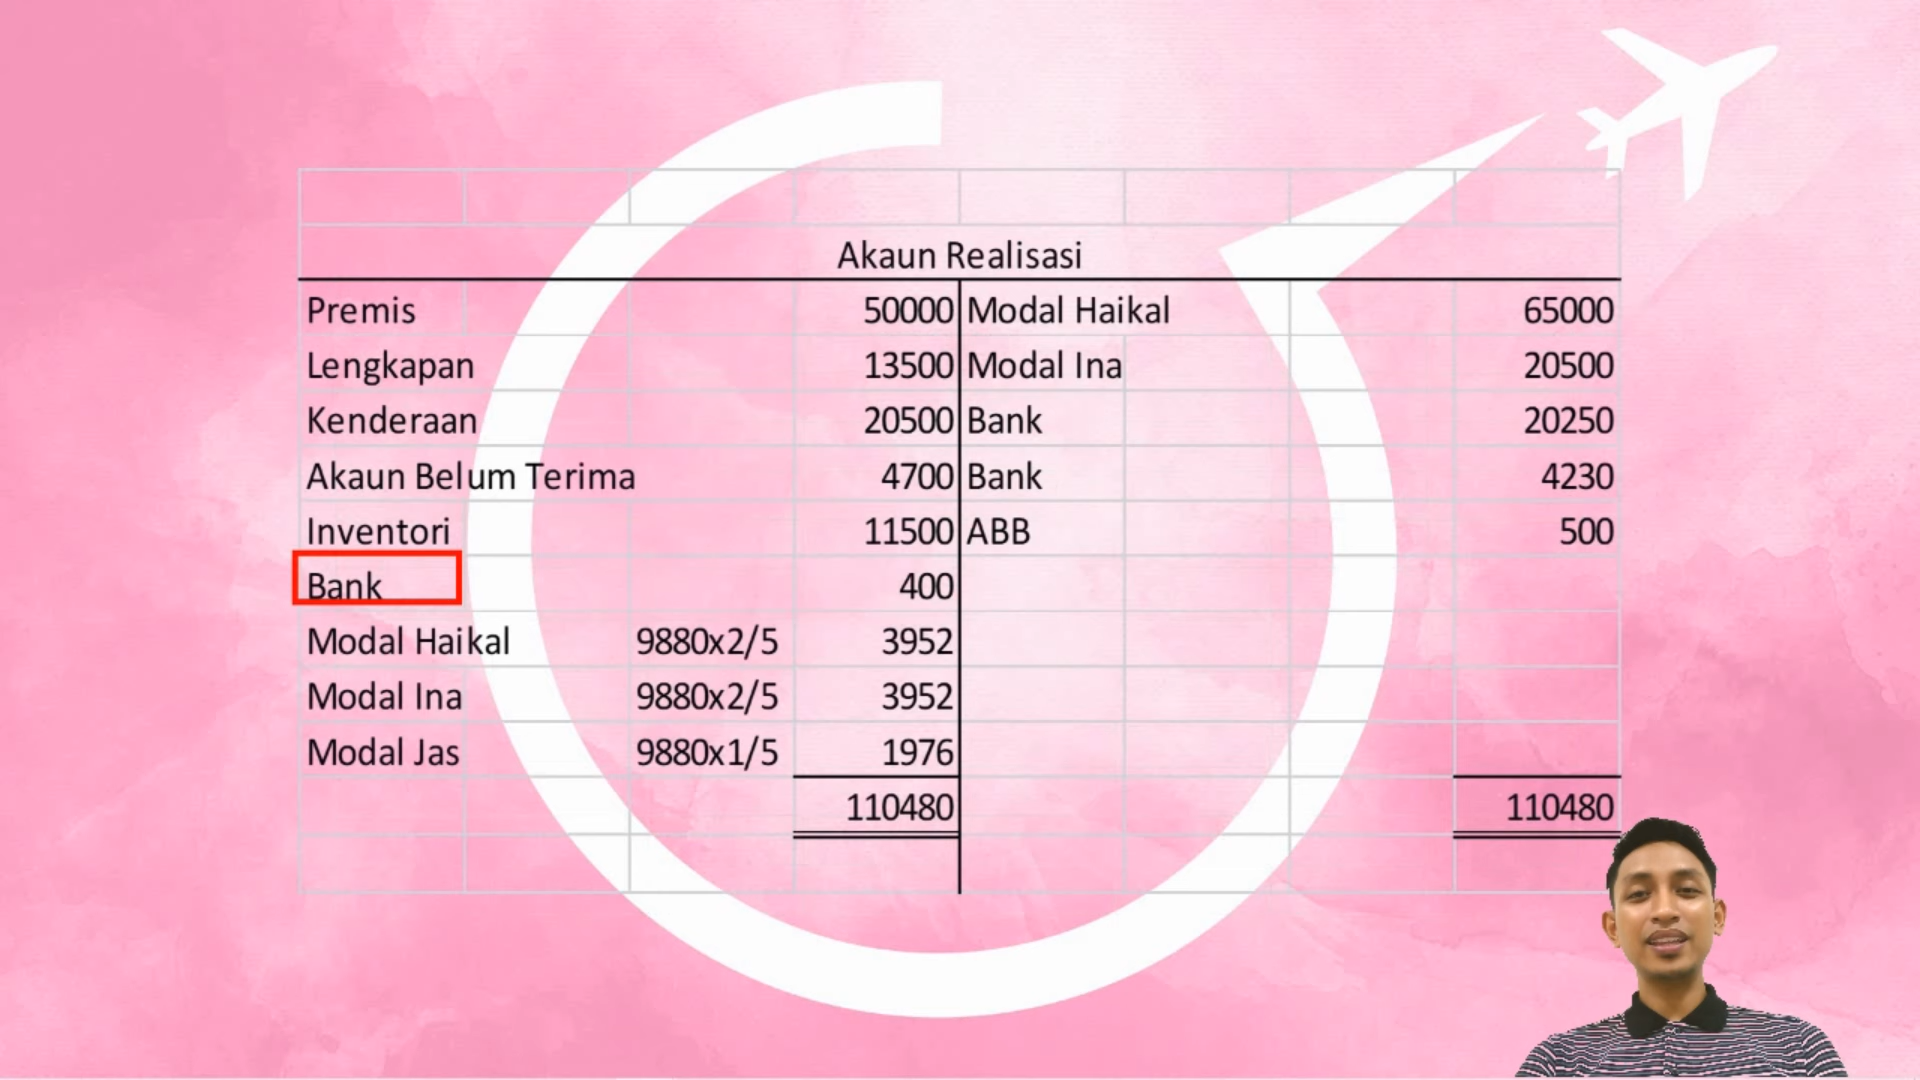 Akaun Realisasi
Premis 50000 Modal Haikal 65000
Lengkapan 13500 Modal Ina 20500
Kenderaan 20500 Bank 20250
Akaun Belum Terima 4700 Bank 4230
Inventori 11500 ABB 500
Bank 400
Modal Haikal 9880x2/5 3952
Modal Ina 9880x2/5 3952
Modal Jas 9880x1/5 1976
110480 110480